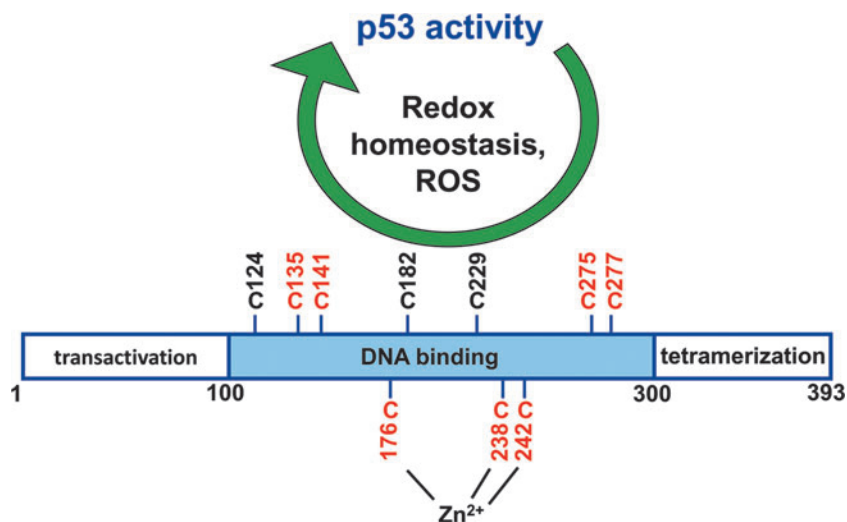 p53 activity
Redox
homeostasis,
ROS
C124
C135
C141
C182
C229
C275
C277
transactivation
DNA binding
tetramerization
1
100
300
393
176 C
238 C
242 C
Zn²⁺